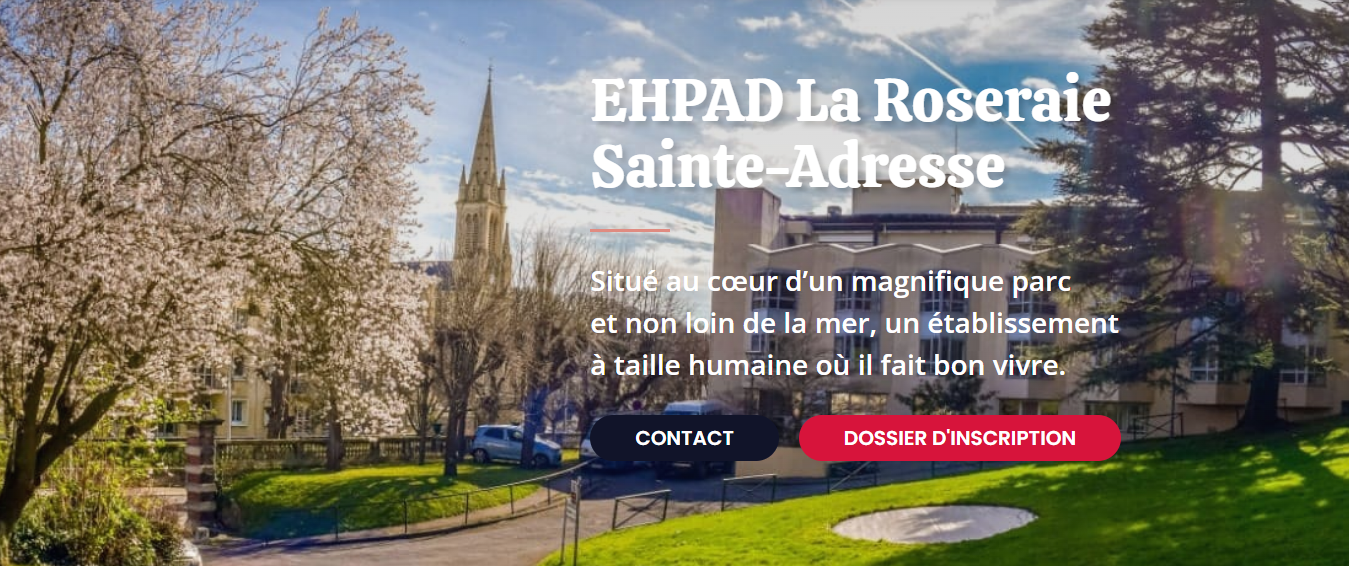 EHPAD La Roseraie
Sainte-Adresse
Situé au cœur d’un magnifique parc
et non loin de la mer, un établissement
à taille humaine où il fait bon vivre.
CONTACT
DOSSIER D'INSCRIPTION